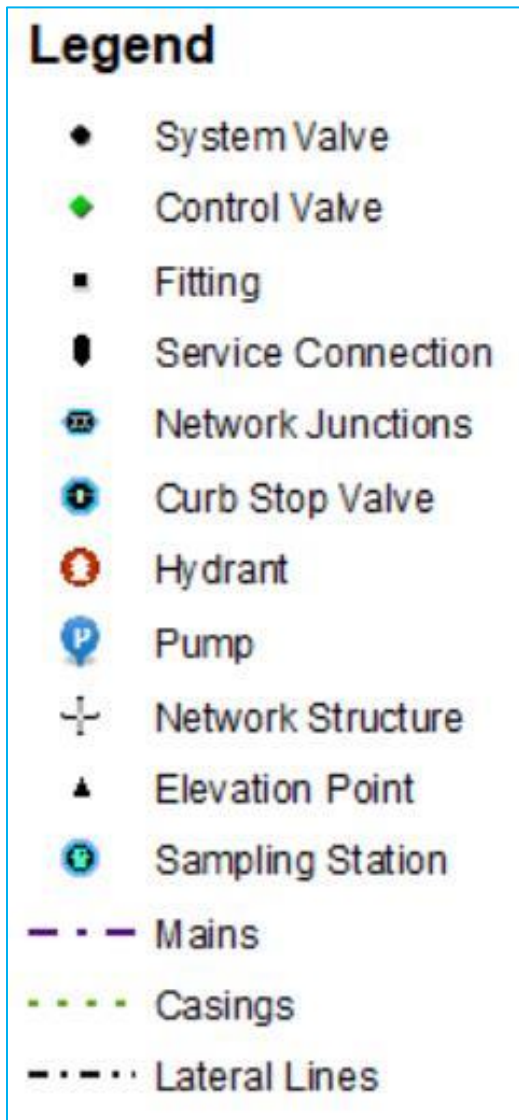 Legend
System Valve
Control Valve
Fitting
Service Connection
Network Junctions
Curb Stop Valve
Hydrant
Pump
Network Structure
Elevation Point
Sampling Station
Mains
Casings
Lateral Lines